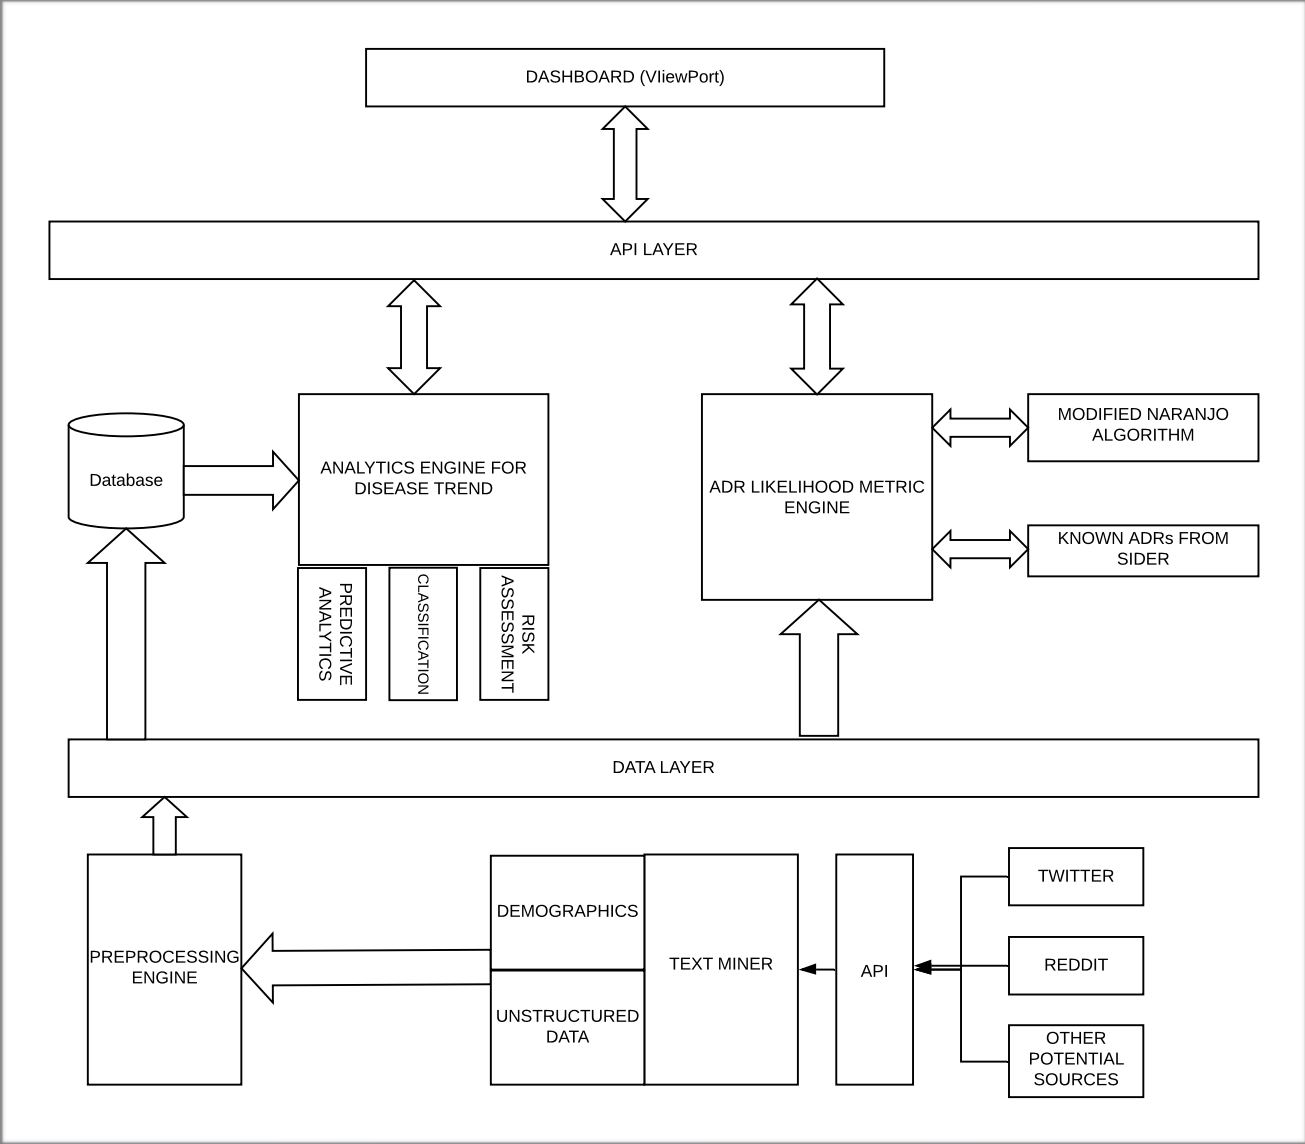 DASHBOARD (VIiewPort)
API LAYER
Database
ANALYTICS ENGINE FOR
DISEASE TREND
PREDICTIVE
ANALYTICS
CLASSIFICATION
RISK
ASSESSMENT
ADR LIKELIHOOD METRIC
ENGINE
MODIFIED NARANJO
ALGORITHM
KNOWN ADRs FROM
SIDER
DATA LAYER
PREPROCESSING
ENGINE
DEMOGRAPHICS
UNSTRUCTURED
DATA
TEXT MINER
API
TWITTER
REDDIT
OTHER
POTENTIAL
SOURCES